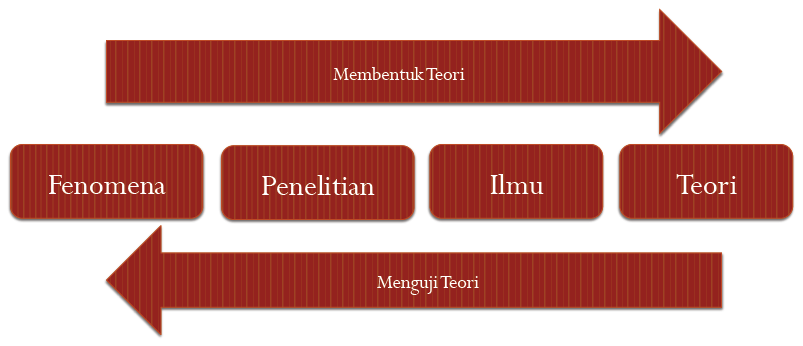 Membentuk Teori
Fenomena
Penelitian
Ilmu
Teori
Menguji Teori